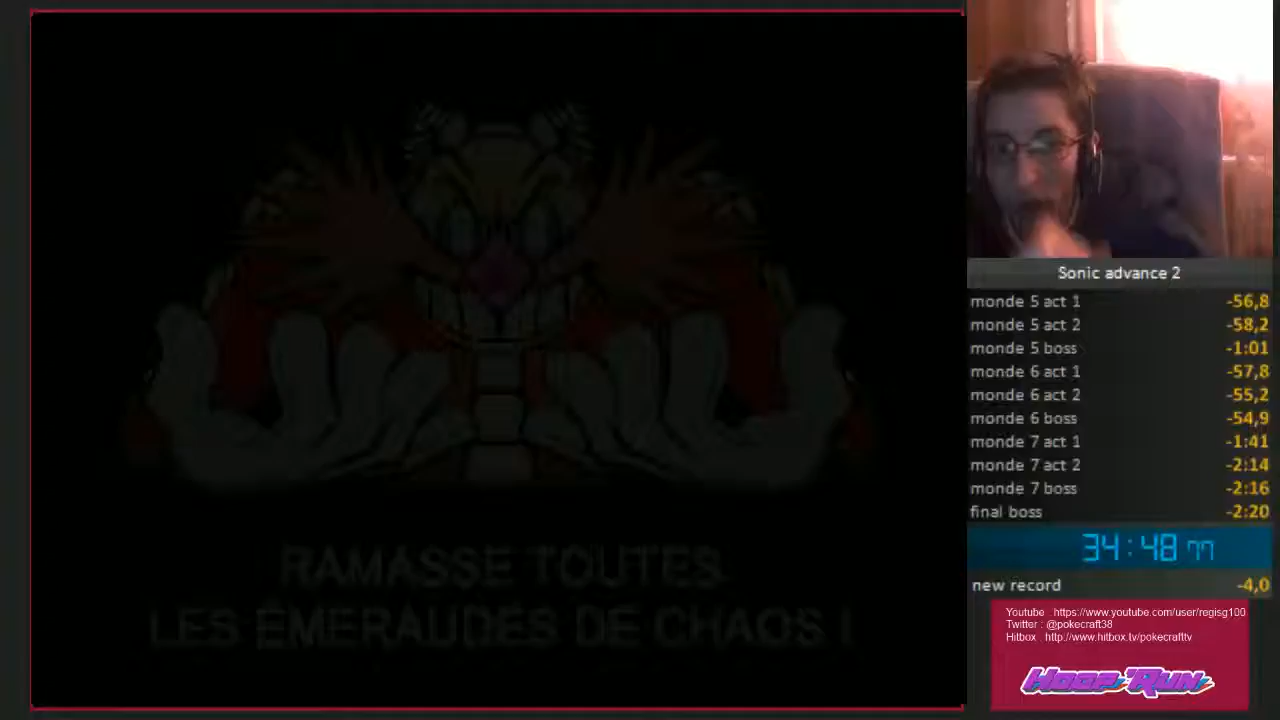 RAMASSE TOUTES
LES ÉMERAUDES DE CHAOS !
Sonic advance 2
monde 5 act 1 -56,8
monde 5 act 2 -58,2
monde 5 boss -1:01
monde 6 act 1 -57,8
monde 6 act 2 -55,2
monde 6 boss -54,9
monde 7 act 1 -1:41
monde 7 act 2 -2:14
monde 7 boss -2:16
final boss -2:20
34:48 77
new record -4,0
Youtube : https://www.youtube.com/user/regisg100
Twitter : @pokecraft38
Hitbox : http://www.hitbox.tv/pokecrafttv
HOOP'RUN